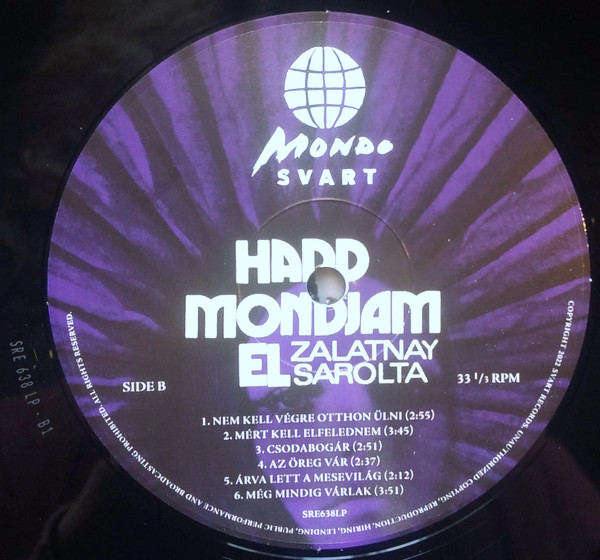 MONDO
SVART
HADD
MONDJAM
EL ZALATNAY
SAROLTA
SIDE B
33 1/3 RPM
1. NEM KELL VÉGRE OTTHON ÜLNI (2:55)
2. MÉRT KELL ELFELEDNEM (3:45)
3. CSODABOGÁR (2:51)
4. AZ ÖREG VÁR (2:37)
5. ÁRVA LETT A MESEVILÁG (2:12)
6. MÉG MINDIG VÁRLAK (3:51)
SRE638LP
COPYRIGHT 2022 SVART RECORDS. UNAUTHORIZED COPYING, REPRODUCTION, HIRING, LENDING, PUBLIC PERFORMANCE AND BROADCASTING PROHIBITED. ALL RIGHTS RESERVED.
SRE 638 LP - B1